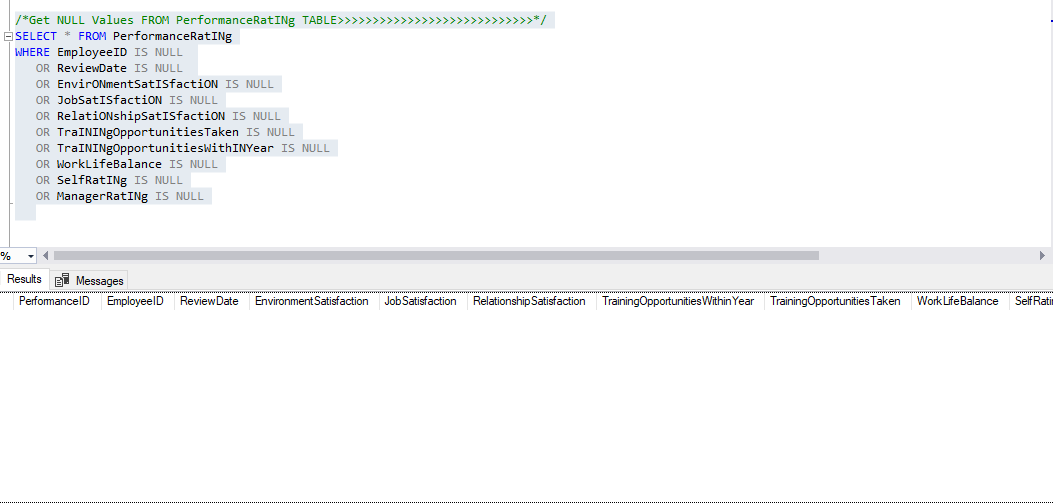 /*Get NULL Values FROM PerformanceRatINg TABLE>>>>>>>>>>>>>>>>>>>>>>>>>>>>*/
SELECT * FROM PerformanceRatINg
WHERE EmployeeID IS NULL
OR ReviewDate IS NULL
OR EnvirONmentSatISfactiON IS NULL
OR JobSatISfactiON IS NULL
OR RelatiONshipSatISfactiON IS NULL
OR TraININgOpportunitiesTaken IS NULL
OR TraININgOpportunitiesWithINYear IS NULL
OR WorkLifeBalance IS NULL
OR SelfRatINg IS NULL
OR ManagerRatINg IS NULL
%
Results Messages
PerformanceID EmployeeID ReviewDate EnvironmentSatisfaction JobSatisfaction RelationshipSatisfaction TrainingOpportunitiesWithinYear TrainingOpportunitiesTaken WorkLifeBalance SelfRatin